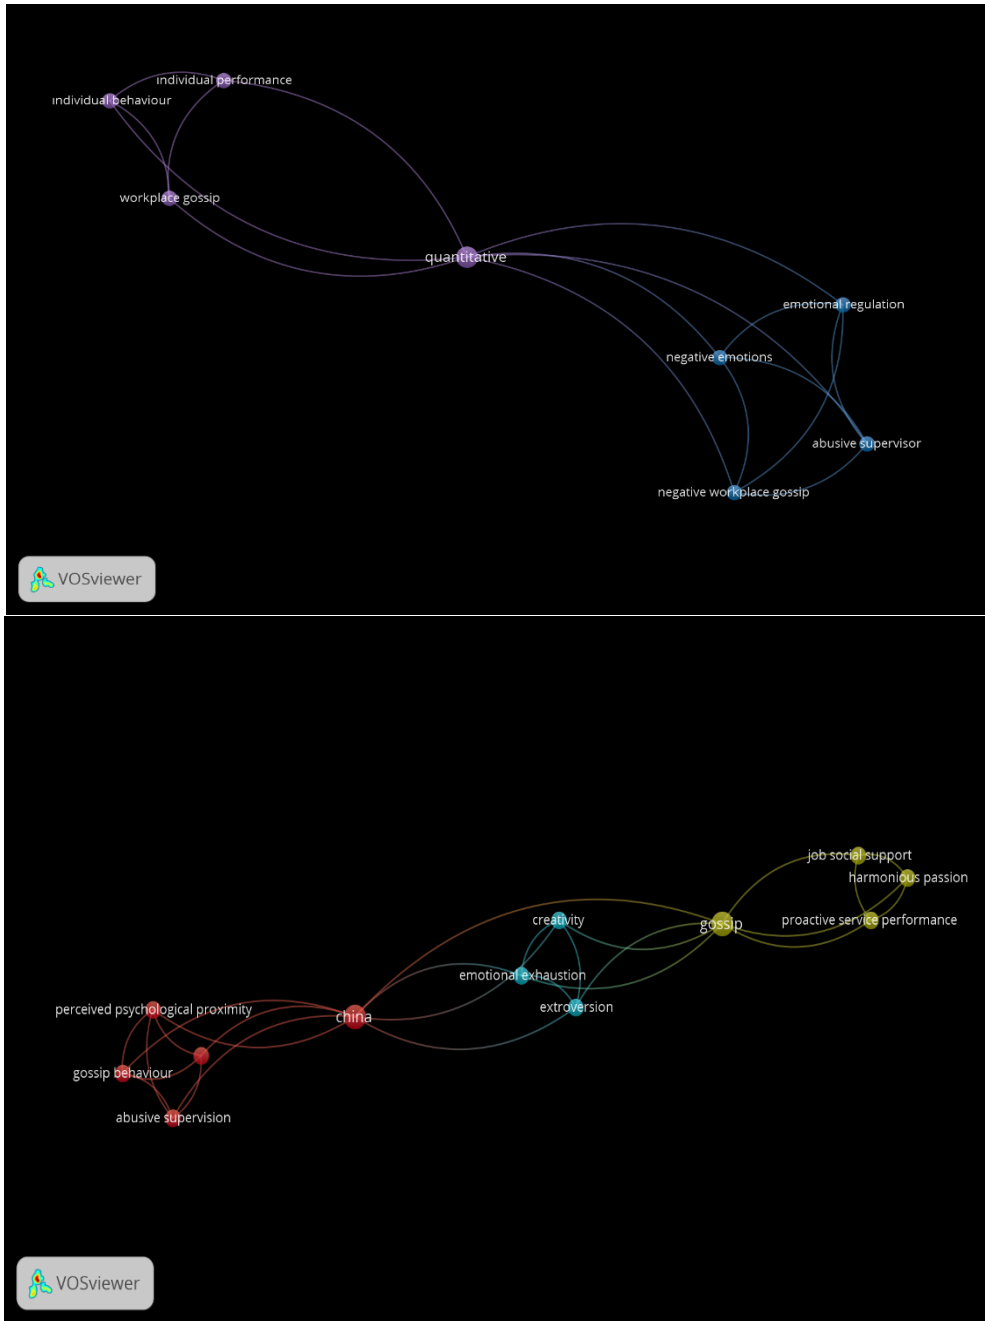 individual performance
individual behaviour
workplace gossip
quantitative
emotional regulation
negative emotions
abusive supervisor
negative workplace gossip
VOSviewer
job social support
harmonious passion
creativity
gossip
proactive service performance
emotional exhaustion
extroversion
perceived psychological proximity
china
gossip behaviour
abusive supervision
VOSviewer